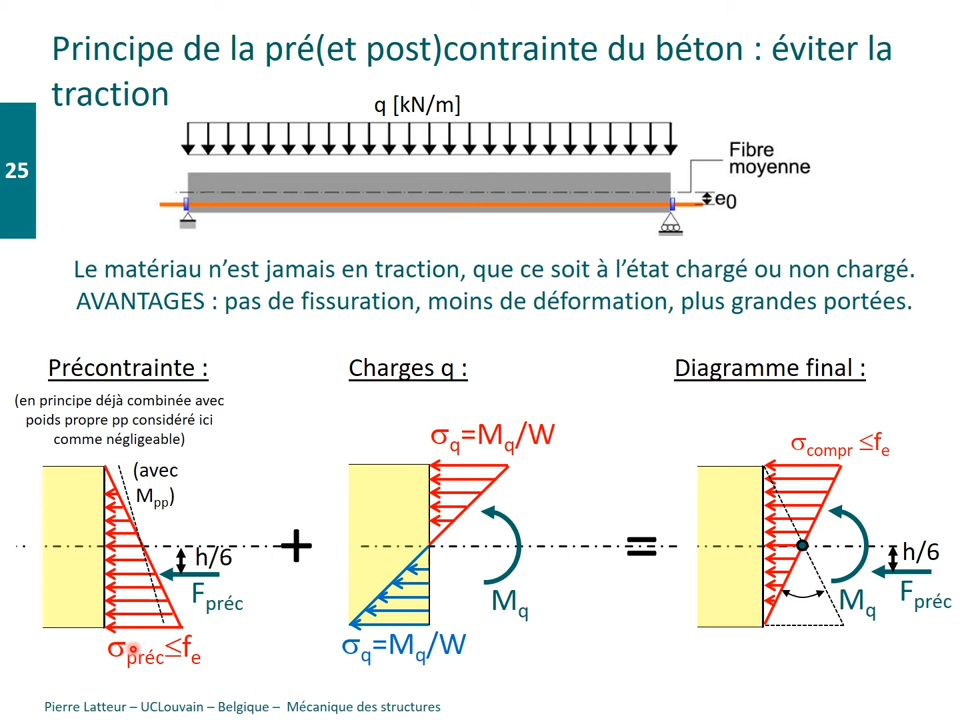 Principe de la pré(et post)contrainte du béton : éviter la
traction
q [kN/m]
25
Fibre
moyenne
e0
Le matériau n’est jamais en traction, que ce soit à l’état chargé ou non chargé.
AVANTAGES : pas de fissuration, moins de déformation, plus grandes portées.
Précontrainte :
(en principe déjà combinée avec
poids propre pp considéré ici
comme négligeable)
(avec
Mpp)
h/6
Fpréc
σpréc≤fe
+
Charges q :
σq=Mq/W
Mq
σq=Mq/W
=
Diagramme final :
σcompr ≤fe
h/6
Mq
Fpréc
Pierre Latteur – UCLouvain – Belgique – Mécanique des structures